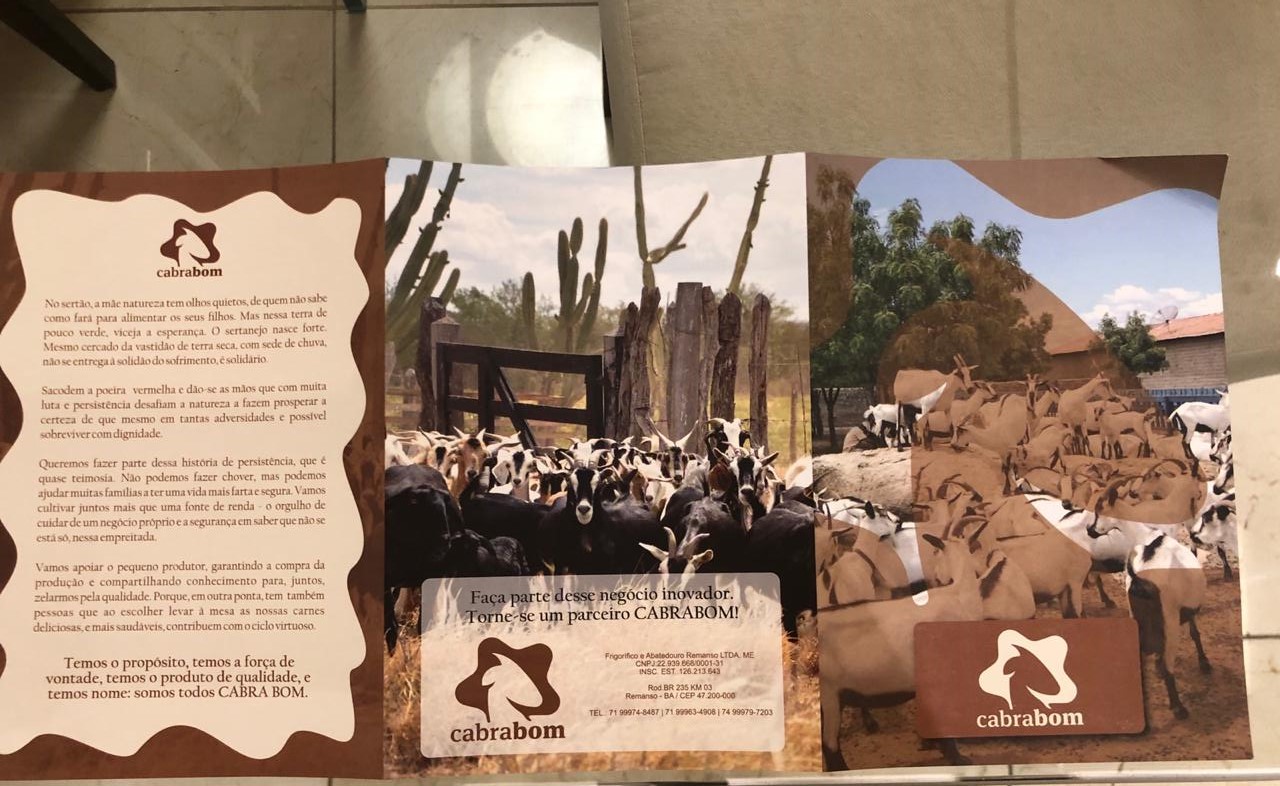 cabrabom
No sertão, a mãe natureza tem olhos quietos, de quem não sabe
como fará para alimentar os seus filhos. Mas nessa terra de
pouco verde, viceja a esperança. O sertanejo nasce forte.
Mesmo cercado da vastidão de terra seca, com sede de chuva,
não se entrega à solidão do sofrimento, é solidário.
Sacodem a poeira vermelha e dão-se as mãos que com muita
luta e persistência desafiam a natureza a fazem prosperar a
certeza de que mesmo em tantas adversidades e possível
sobreviver com dignidade.
Queremos fazer parte dessa história de persistência, que é
quase teimosia. Não podemos fazer chover, mas podemos
ajudar muitas famílias a ter uma vida mais farta e segura. Vamos
cultivar juntos mais que uma fonte de renda - o orgulho de
cuidar de um negócio próprio e a segurança em saber que não se
está só, nessa empreitada.
Vamos apoiar o pequeno produtor, garantindo a compra da
produção e compartilhando conhecimento para, juntos,
zelarmos pela qualidade. Porque, em outra ponta, tem também
pessoas que ao escolher levar à mesa as nossas carnes
deliciosas, e mais saudáveis, contribuem com o ciclo virtuoso.
Temos o propósito, temos a força de
vontade, temos o produto de qualidade, e
temos nome: somos todos CABRA BOM.
Faça parte desse negócio inovador.
Torne-se um parceiro CABRABOM!
cabrabom
Frigorifico e Abatedouro Remanso LTDA. ME
CNPJ:22.939.668/0001-31
INSC. EST. 126.213.643
Rod.BR 235 KM 03
Remanso - BA / CEP 47.200-000
TEL. 71 99974-8487 | 71 99963-4908 | 74 99979-7203
cabrabom